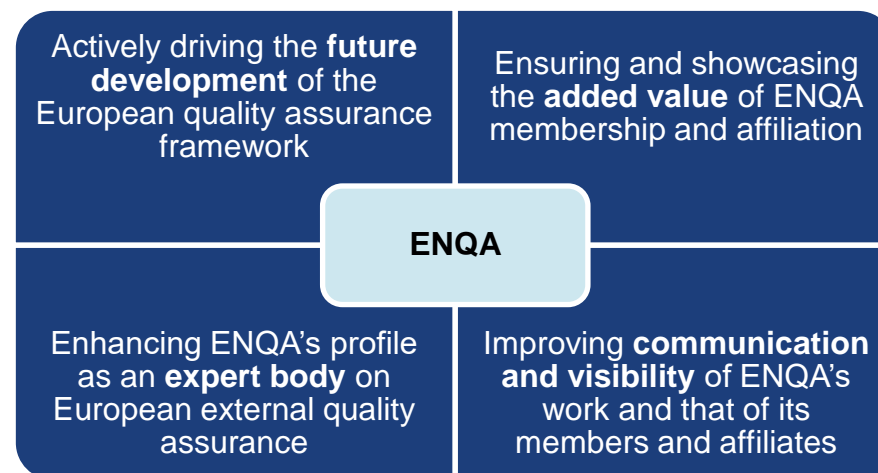 Actively driving the future
development of the
European quality assurance
framework
Ensuring and showcasing
the added value of ENQA
membership and affiliation
ENQA
Enhancing ENQA’s profile
as an expert body on
European external quality
assurance
Improving communication
and visibility of ENQA’s
work and that of its
members and affiliates